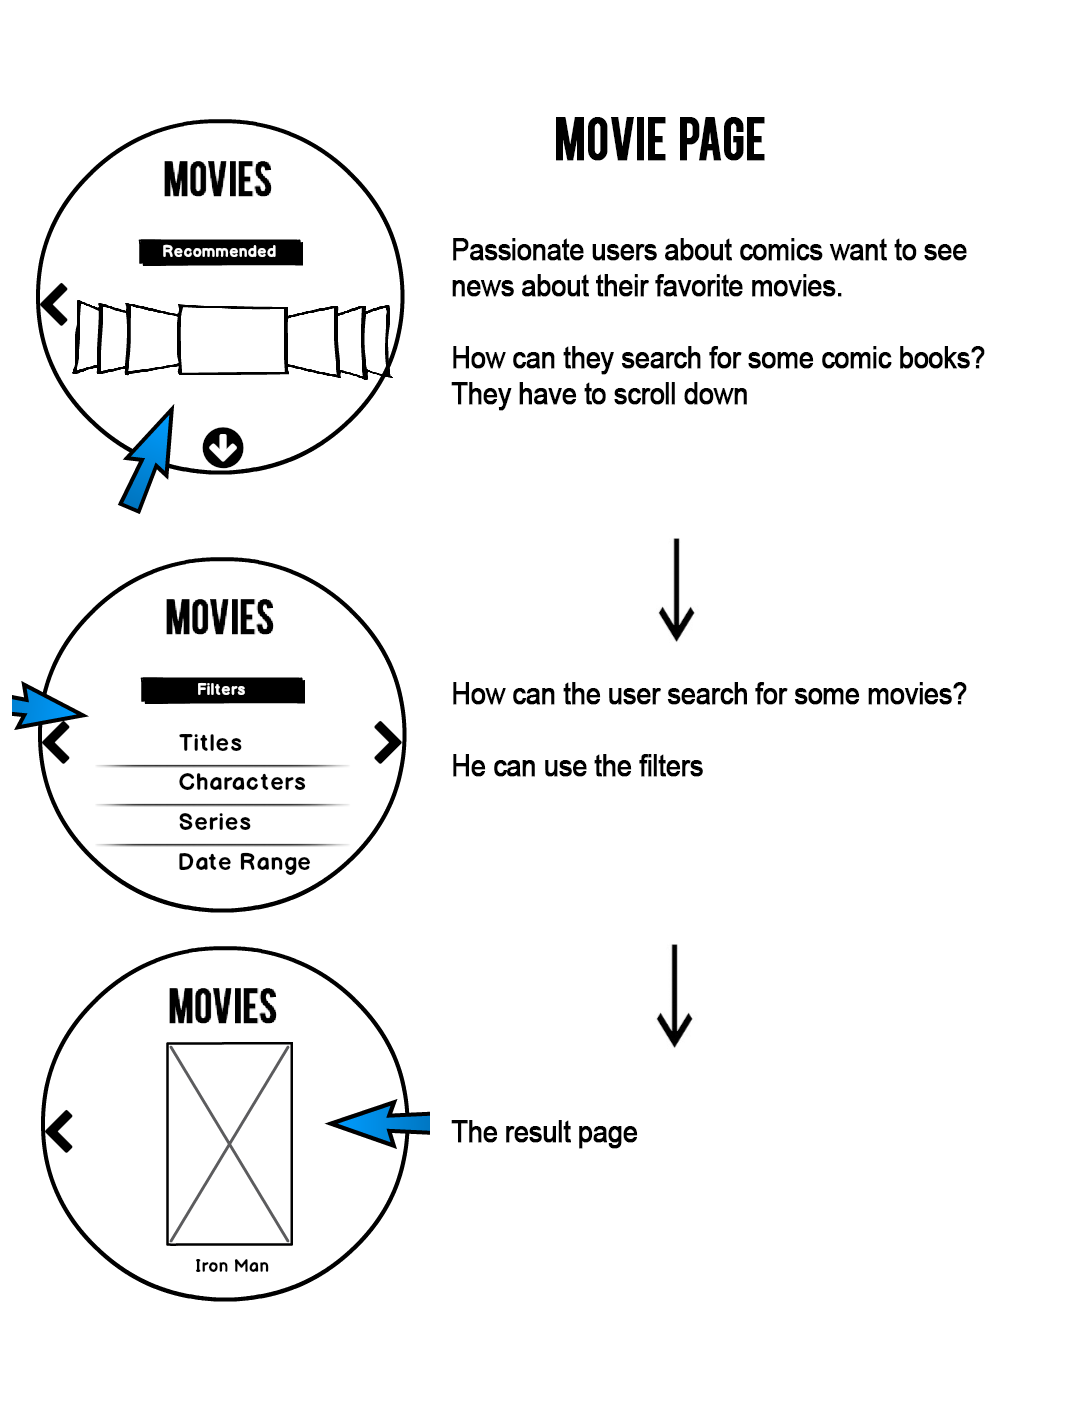 MOVIE PAGE
MOVIES
Recommended
Passionate users about comics want to see
news about their favorite movies.
How can they search for some comic books?
They have to scroll down
MOVIES
Filters
Titles
Characters
Series
Date Range
How can the user search for some movies?
He can use the filters
MOVIES
Iron Man
The result page